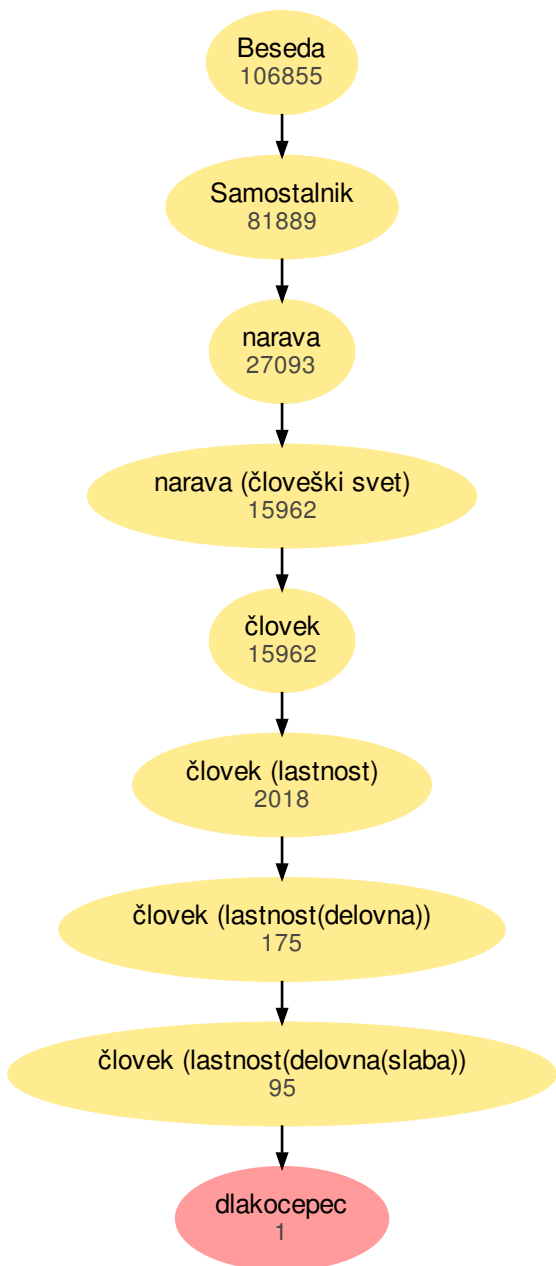 Beseda
106855
Samostalnik
81889
narava
27093
narava (človeški svet)
15962
človek
15962
človek (lastnost)
2018
človek (lastnost(delovna))
175
človek (lastnost(delovna(slaba))
95
dlakocepec
1